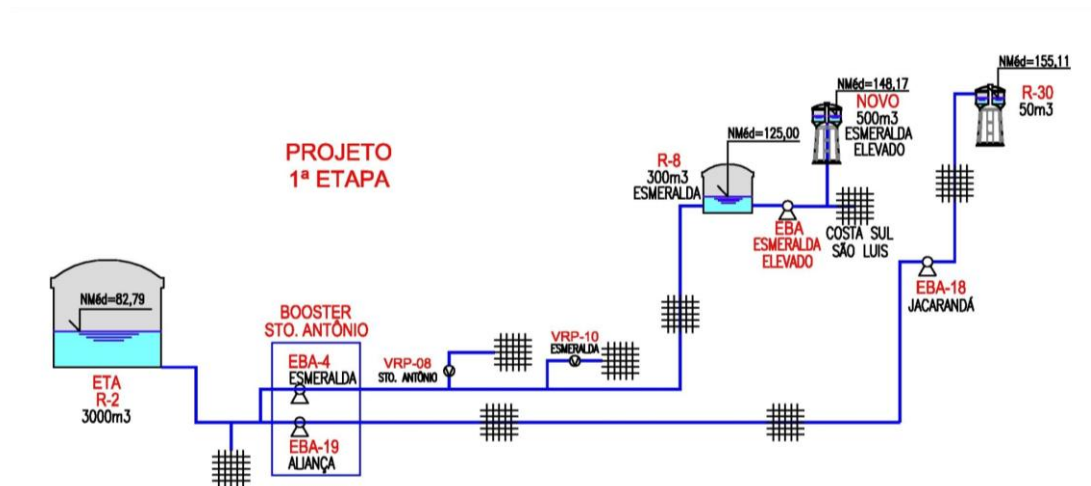 PROJETO
1ª ETAPA
NMéd=82,79
ETA
R-2
3000m3
BOOSTER
STO. ANTÔNIO
EBA-4
ESMERALDA
EBA-19
ALIANÇA
VRP-08
STO. ANTÔNIO
VRP-10
ESMERALDA
NMéd=125,00
R-8
300m3
ESMERALDA
EBA
ESMERALDA
ELEVADO
NMéd=148,17
NOVO
500m3
ESMERALDA
ELEVADO
COSTA SUL
SÃO LUIS
EBA-18
JACARANDÁ
NMéd=155,11
R-30
50m3